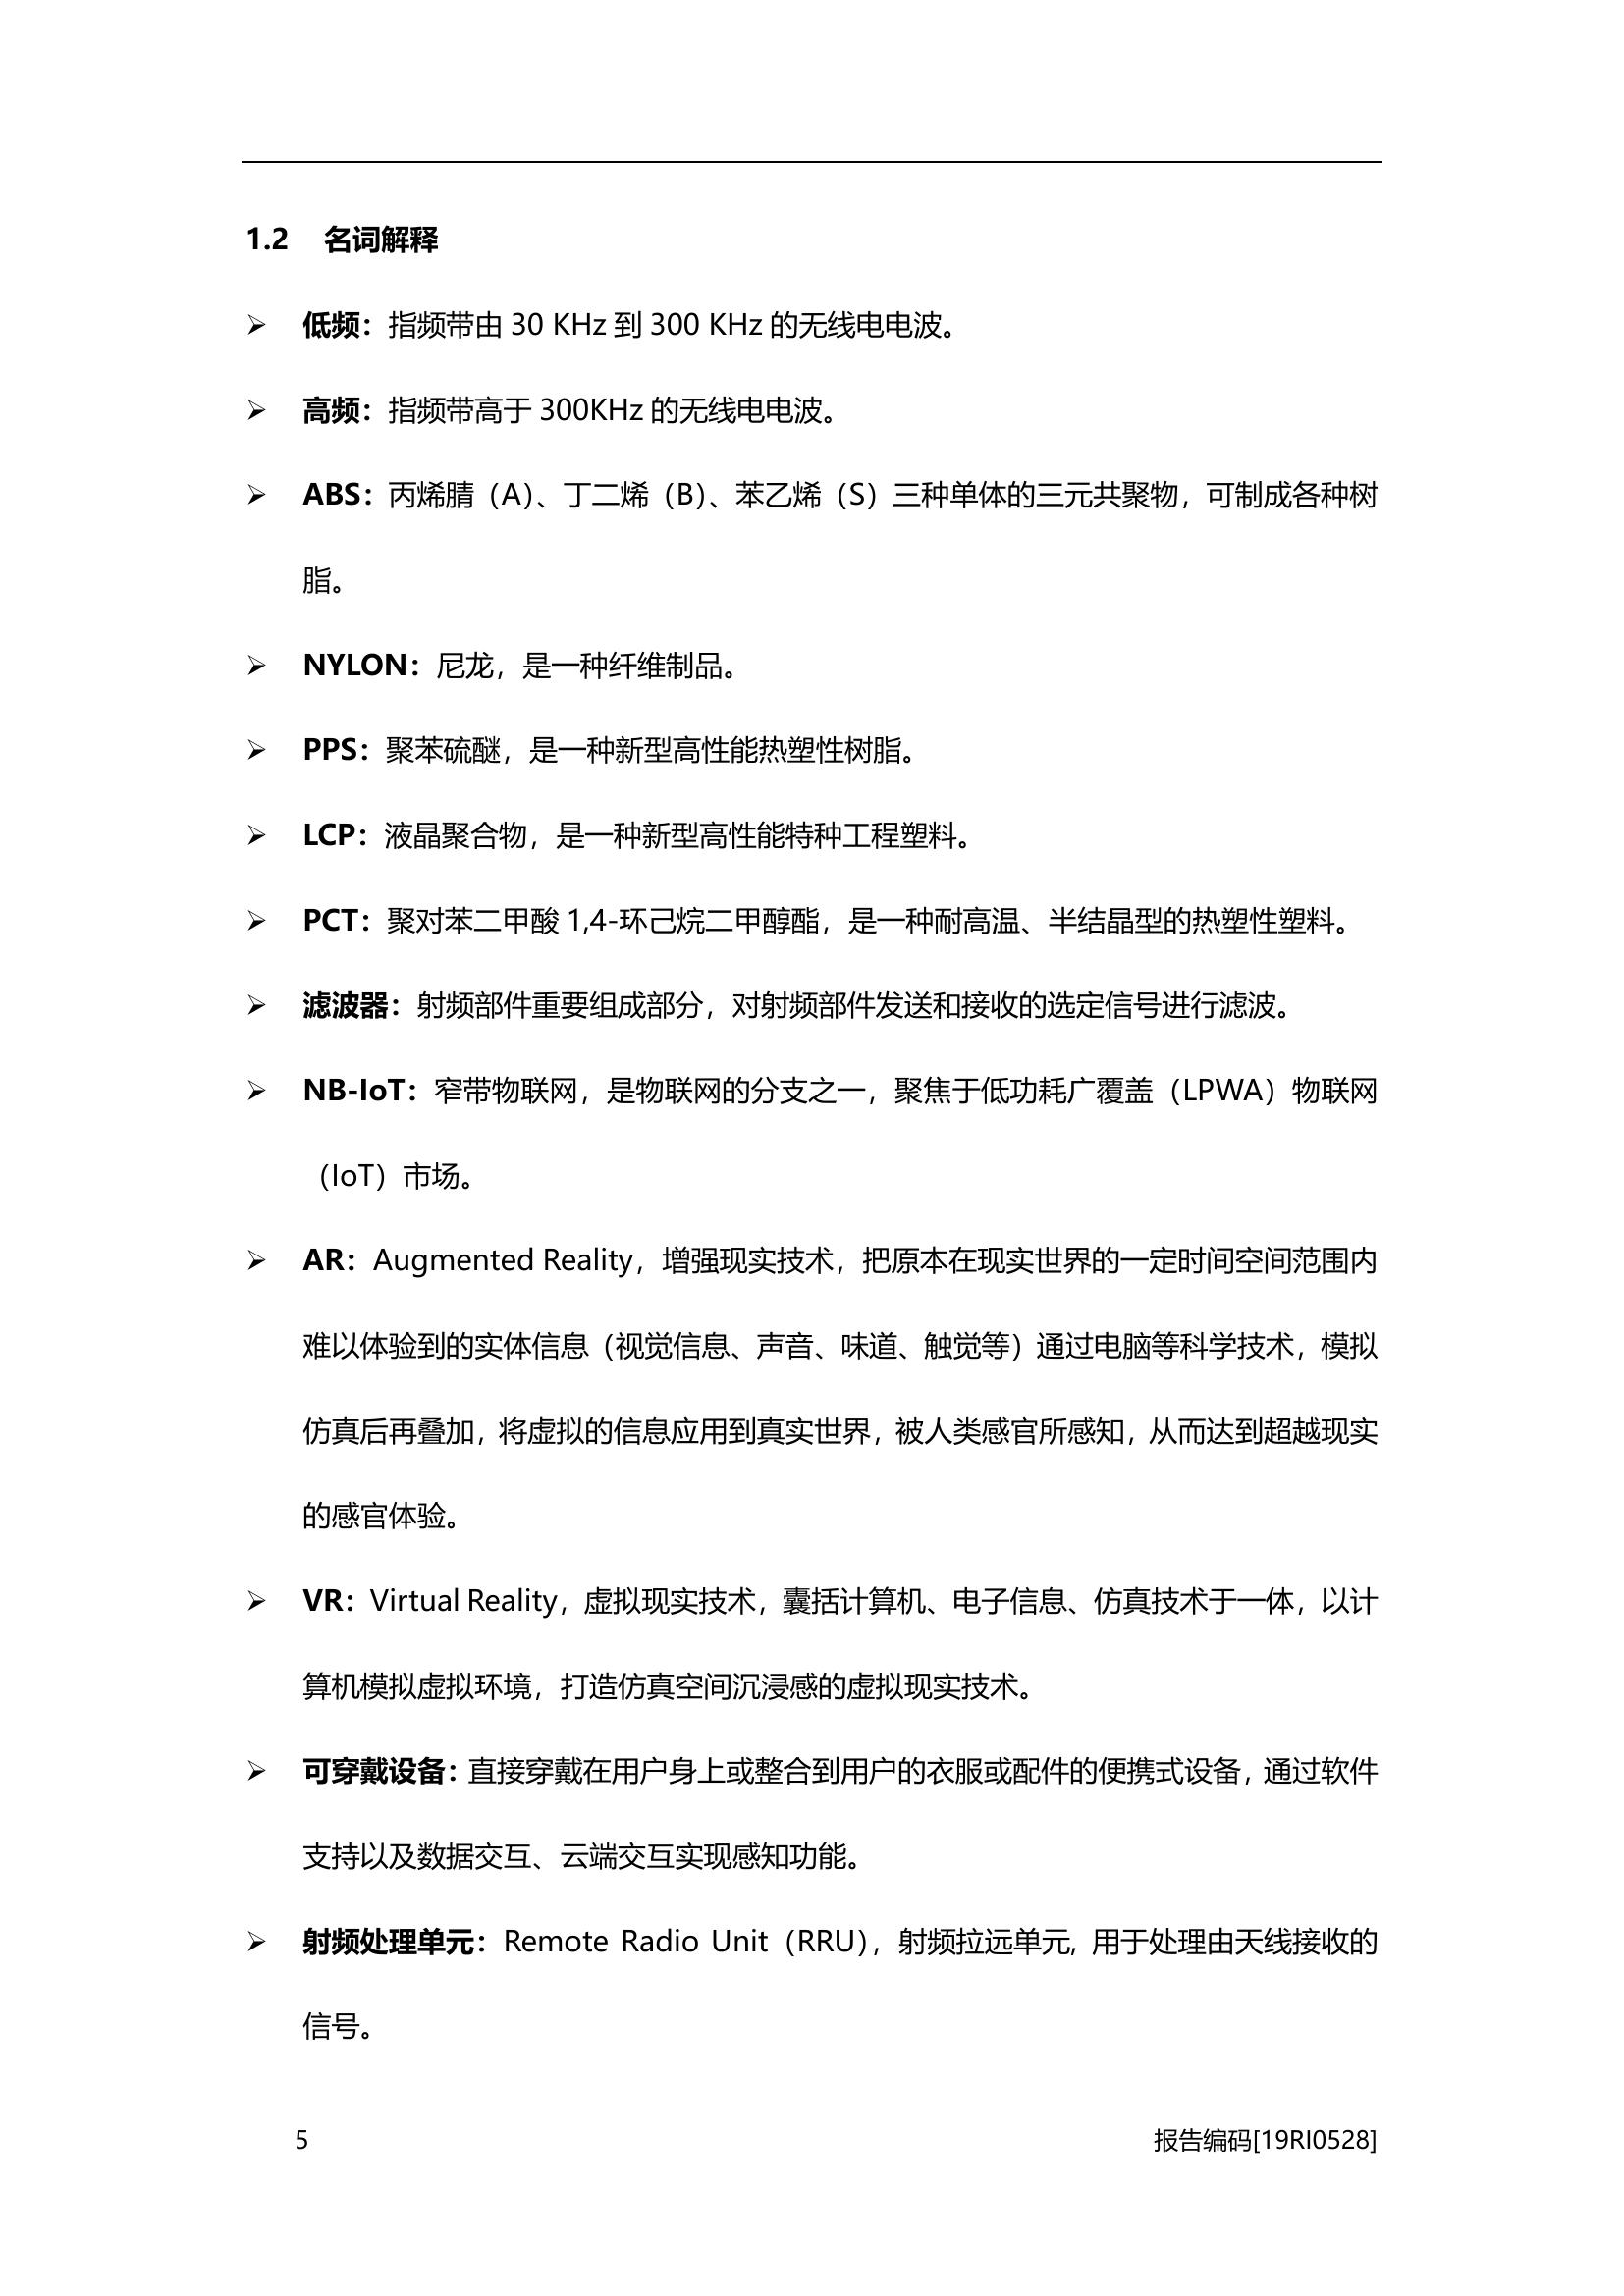 1.2 名词解释
➢ 低频：指频带由 30 KHz 到 300 KHz 的无线电电波。
➢ 高频：指频带高于 300KHz 的无线电电波。
➢ ABS：丙烯腈（A）、丁二烯（B）、苯乙烯（S）三种单体的三元共聚物，可制成各种树
脂。
➢ NYLON：尼龙，是一种纤维制品。
➢ PPS：聚苯硫醚，是一种新型高性能热塑性树脂。
➢ LCP：液晶聚合物，是一种新型高性能特种工程塑料。
➢ PCT：聚对苯二甲酸 1,4-环己烷二甲醇酯，是一种耐高温、半结晶型的热塑性塑料。
➢ 滤波器：射频部件重要组成部分，对射频部件发送和接收的选定信号进行滤波。
➢ NB-IoT：窄带物联网，是物联网的分支之一，聚焦于低功耗广覆盖（LPWA）物联网
（IoT）市场。
➢ AR：Augmented Reality，增强现实技术，把原本在现实世界的一定时间空间范围内
难以体验到的实体信息（视觉信息、声音、味道、触觉等）通过电脑等科学技术，模拟
仿真后再叠加，将虚拟的信息应用到真实世界，被人类感官所感知，从而达到超越现实
的感官体验。
➢ VR：Virtual Reality，虚拟现实技术，囊括计算机、电子信息、仿真技术于一体，以计
算机模拟虚拟环境，打造仿真空间沉浸感的虚拟现实技术。
➢ 可穿戴设备：直接穿戴在用户身上或整合到用户的衣服或配件的便携式设备，通过软件
支持以及数据交互、云端交互实现感知功能。
➢ 射频处理单元：Remote Radio Unit（RRU），射频拉远单元，用于处理由天线接收的
信号。
5 报告编码[19RI0528]